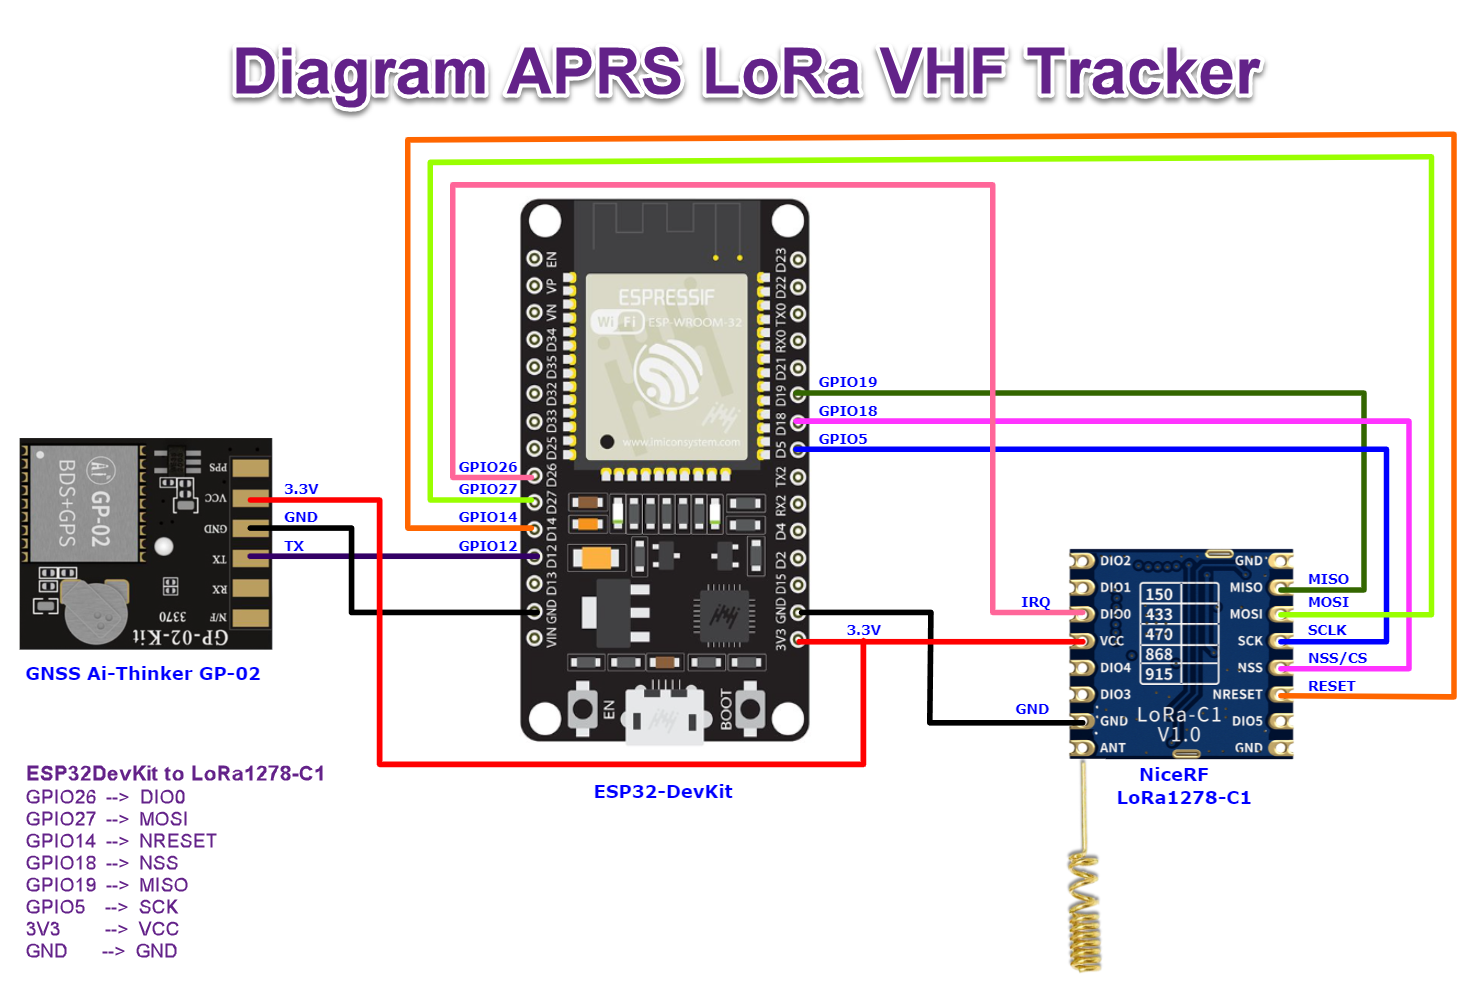 Diagram APRS LoRa VHF Tracker
EN
VP
VN
D34
D35
D32
D33
D25
D26
D27
D14
D12
D13
GND
VIN
D23
D22
TX0
RX0
D21
D19
D18
D5
TX2
RX2
D4
D2
D15
GND
3V3
ESPRESSIF
WiFi ESP-WROOM-32
www.imiconsystem.com
EN
BOOT
GPIO26
GPIO27
GPIO14
GPIO12
GPIO19
GPIO18
GPIO5
3.3V
GND
TX
Ai
GP-02
BDS+GPS
PPS
VCC
GND
TX
RX
N/F
3370
GP-02-Kit
GNSS Ai-Thinker GP-02
IRQ
3.3V
GND
DIO2
DIO1
DIO0
VCC
DIO4
DIO3
GND
ANT
150
433
470
868
915
GND
MISO
MOSI
SCK
NSS
NRESET
DIO5
GND
LoRa-C1
V1.0
MISO
MOSI
SCLK
NSS/CS
RESET
ESP32-DevKit
NiceRF
LoRa1278-C1
ESP32DevKit to LoRa1278-C1
GPIO26 --> DIO0
GPIO27 --> MOSI
GPIO14 --> NRESET
GPIO18 --> NSS
GPIO19 --> MISO
GPIO5 --> SCK
3V3 --> VCC
GND --> GND